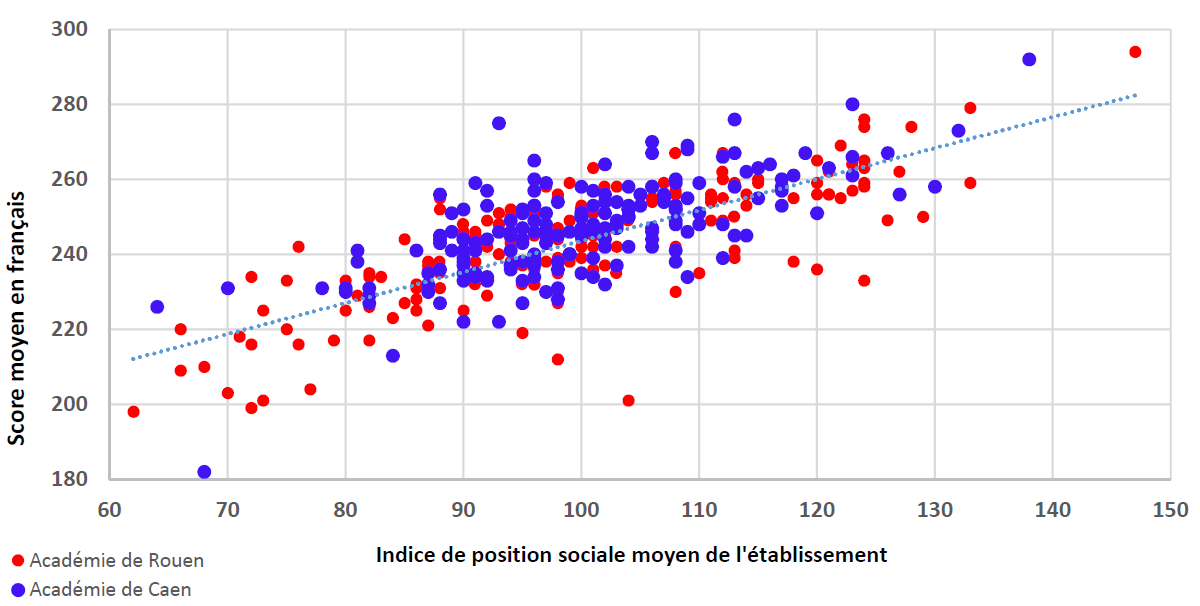 300
280
260
240
220
200
180
Score moyen en français
60 70 80 90 100 110 120 130 140 150
Indice de position sociale moyen de l'établissement
Académie de Rouen
Académie de Caen